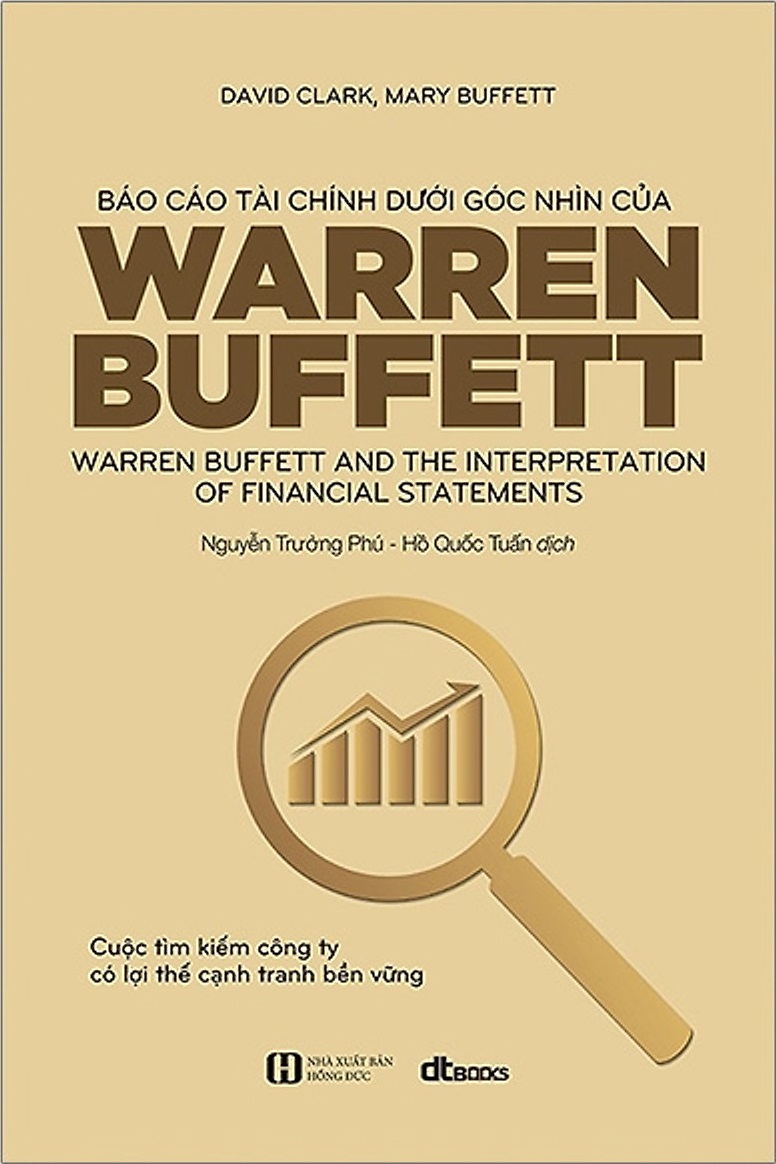 DAVID CLARK, MARY BUFFETT
BÁO CÁO TÀI CHÍNH DƯỚI GÓC NHÌN CỦA
WARREN
BUFFETT
WARREN BUFFETT AND THE INTERPRETATION
OF FINANCIAL STATEMENTS
Nguyễn Trường Phú - Hồ Quốc Tuấn dịch
Cuộc tìm kiếm công ty
có lợi thế cạnh tranh bền vững
NHÀ XUẤT BẢN
HỒNG ĐỨC
dtBOOKS